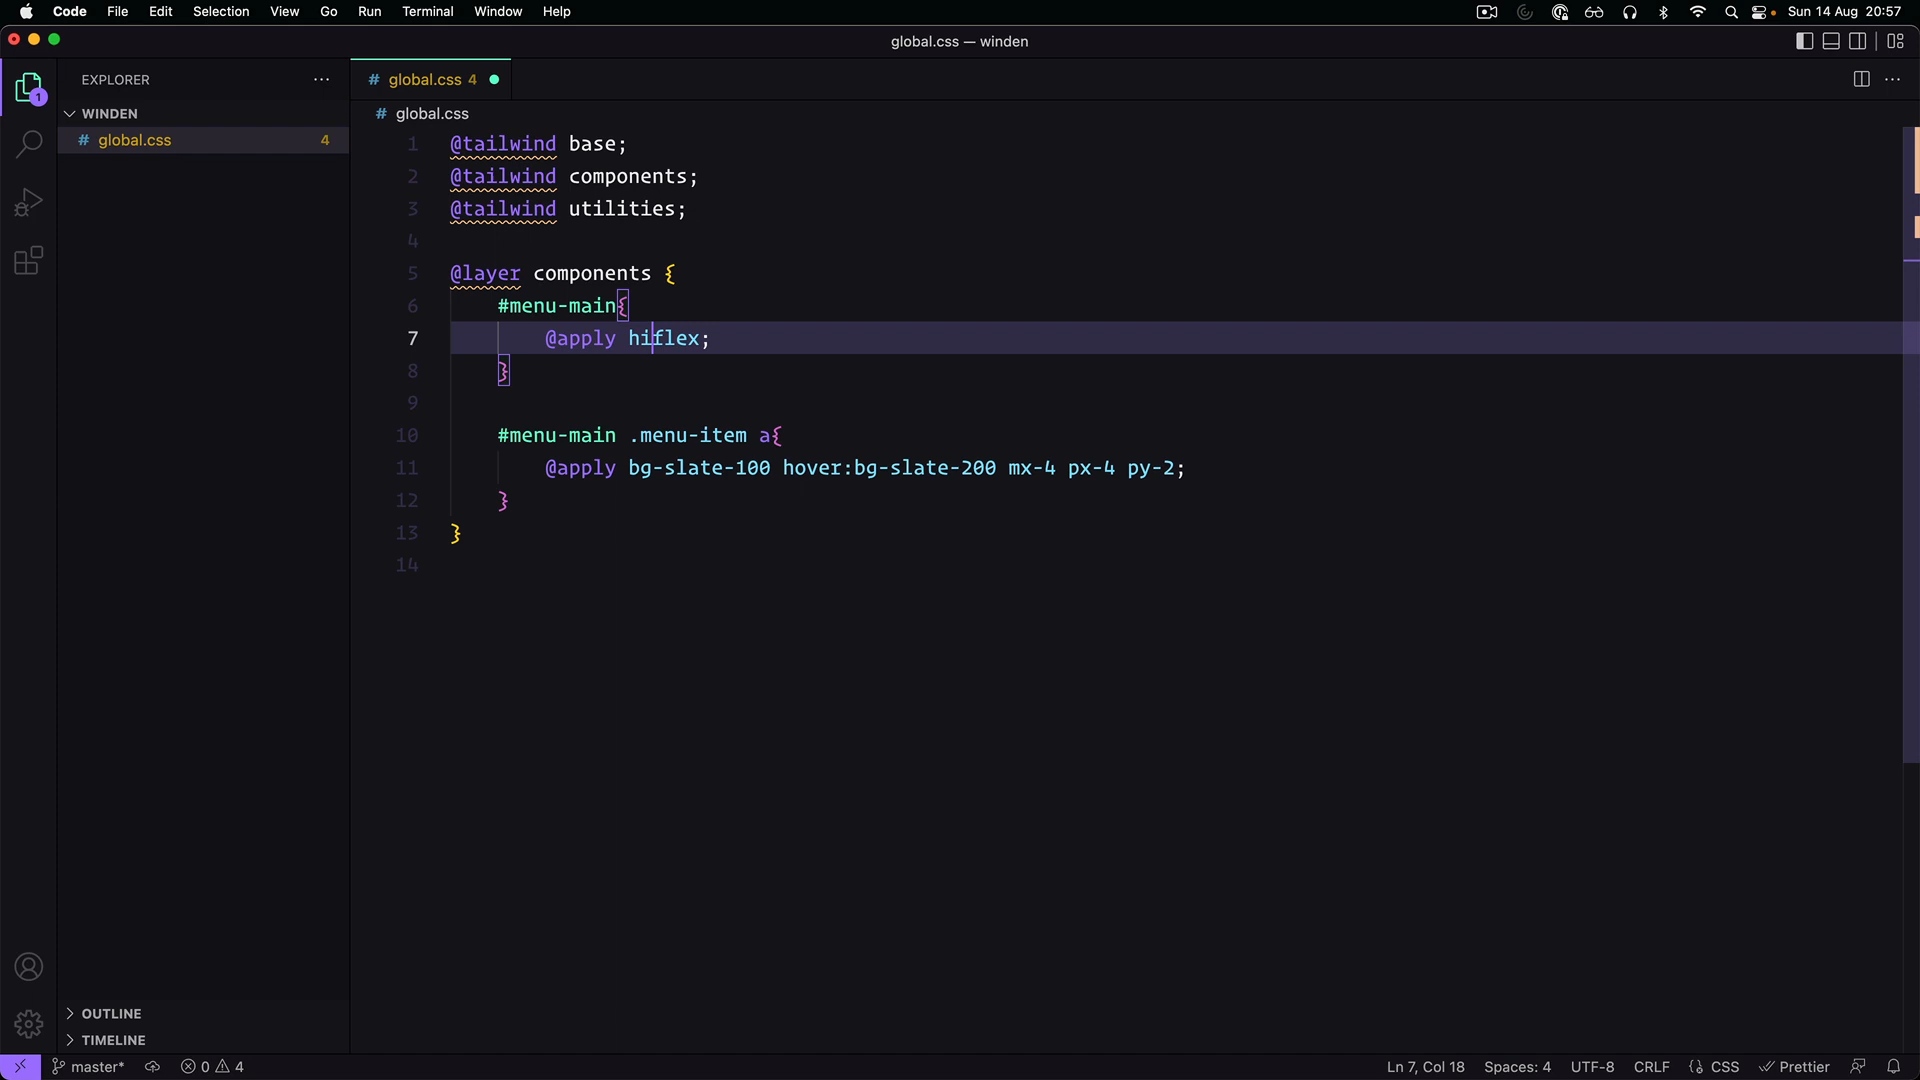 Code File Edit Selection View Go Run Terminal Window Help Sun 14 Aug 20:57
global.css — winden
EXPLORER
# global.css 4
WINDEN
# global.css
# global.css 4
1
1 @tailwind base;
2 @tailwind components;
3 @tailwind utilities;
4
5 @layer components {
6 #menu-main{
7 @apply hiflex;
8 }
9
10 #menu-main .menu-item a{
11 @apply bg-slate-100 hover:bg-slate-200 mx-4 px-4 py-2;
12 }
13 }
14
OUTLINE
TIMELINE
master* 0 4 Ln 7, Col 18 Spaces: 4 UTF-8 CRLF CSS Prettier